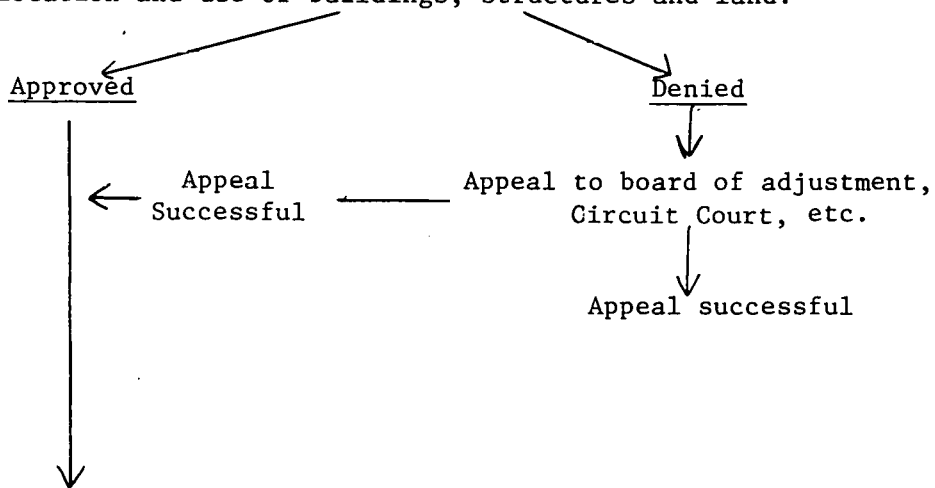 location and use of buildings, structures and land.
Approved
Denied
Appeal
Successful
Appeal to board of adjustment,
Circuit Court, etc.
Appeal successful